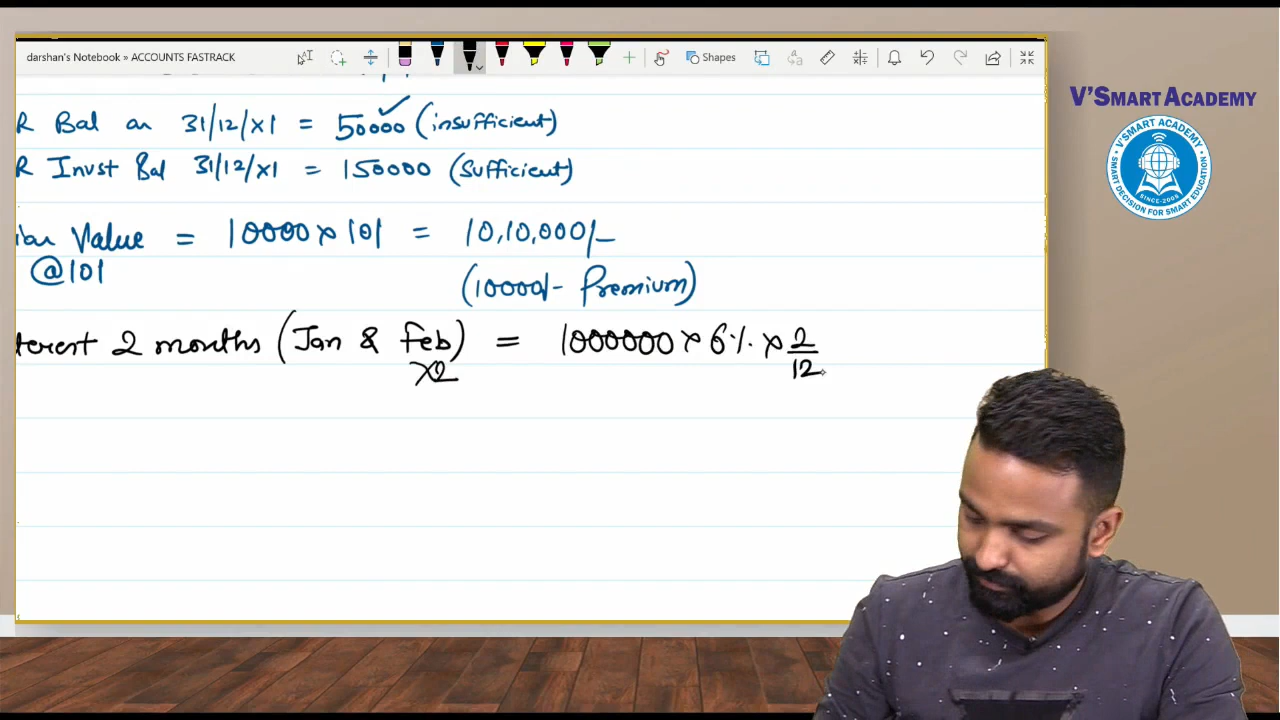 darshan's Notebook » ACCOUNTS FASTRACK
Shapes
V'SMART ACADEMY
V'SMART ACADEMY
SINCE-2005
SMART DECISION FOR SMART EDUCATION
R Bal on 31/12/X1 = 50000 (insufficient)
R Invst Bal 31/12/X1 = 150000 (Sufficient)
Value = 10000 × 101 = 10,10,000/-
@101
(10000/- Premium)
terest 2 months (Jan & Feb) = 1000000 × 6% × 2/12
X2